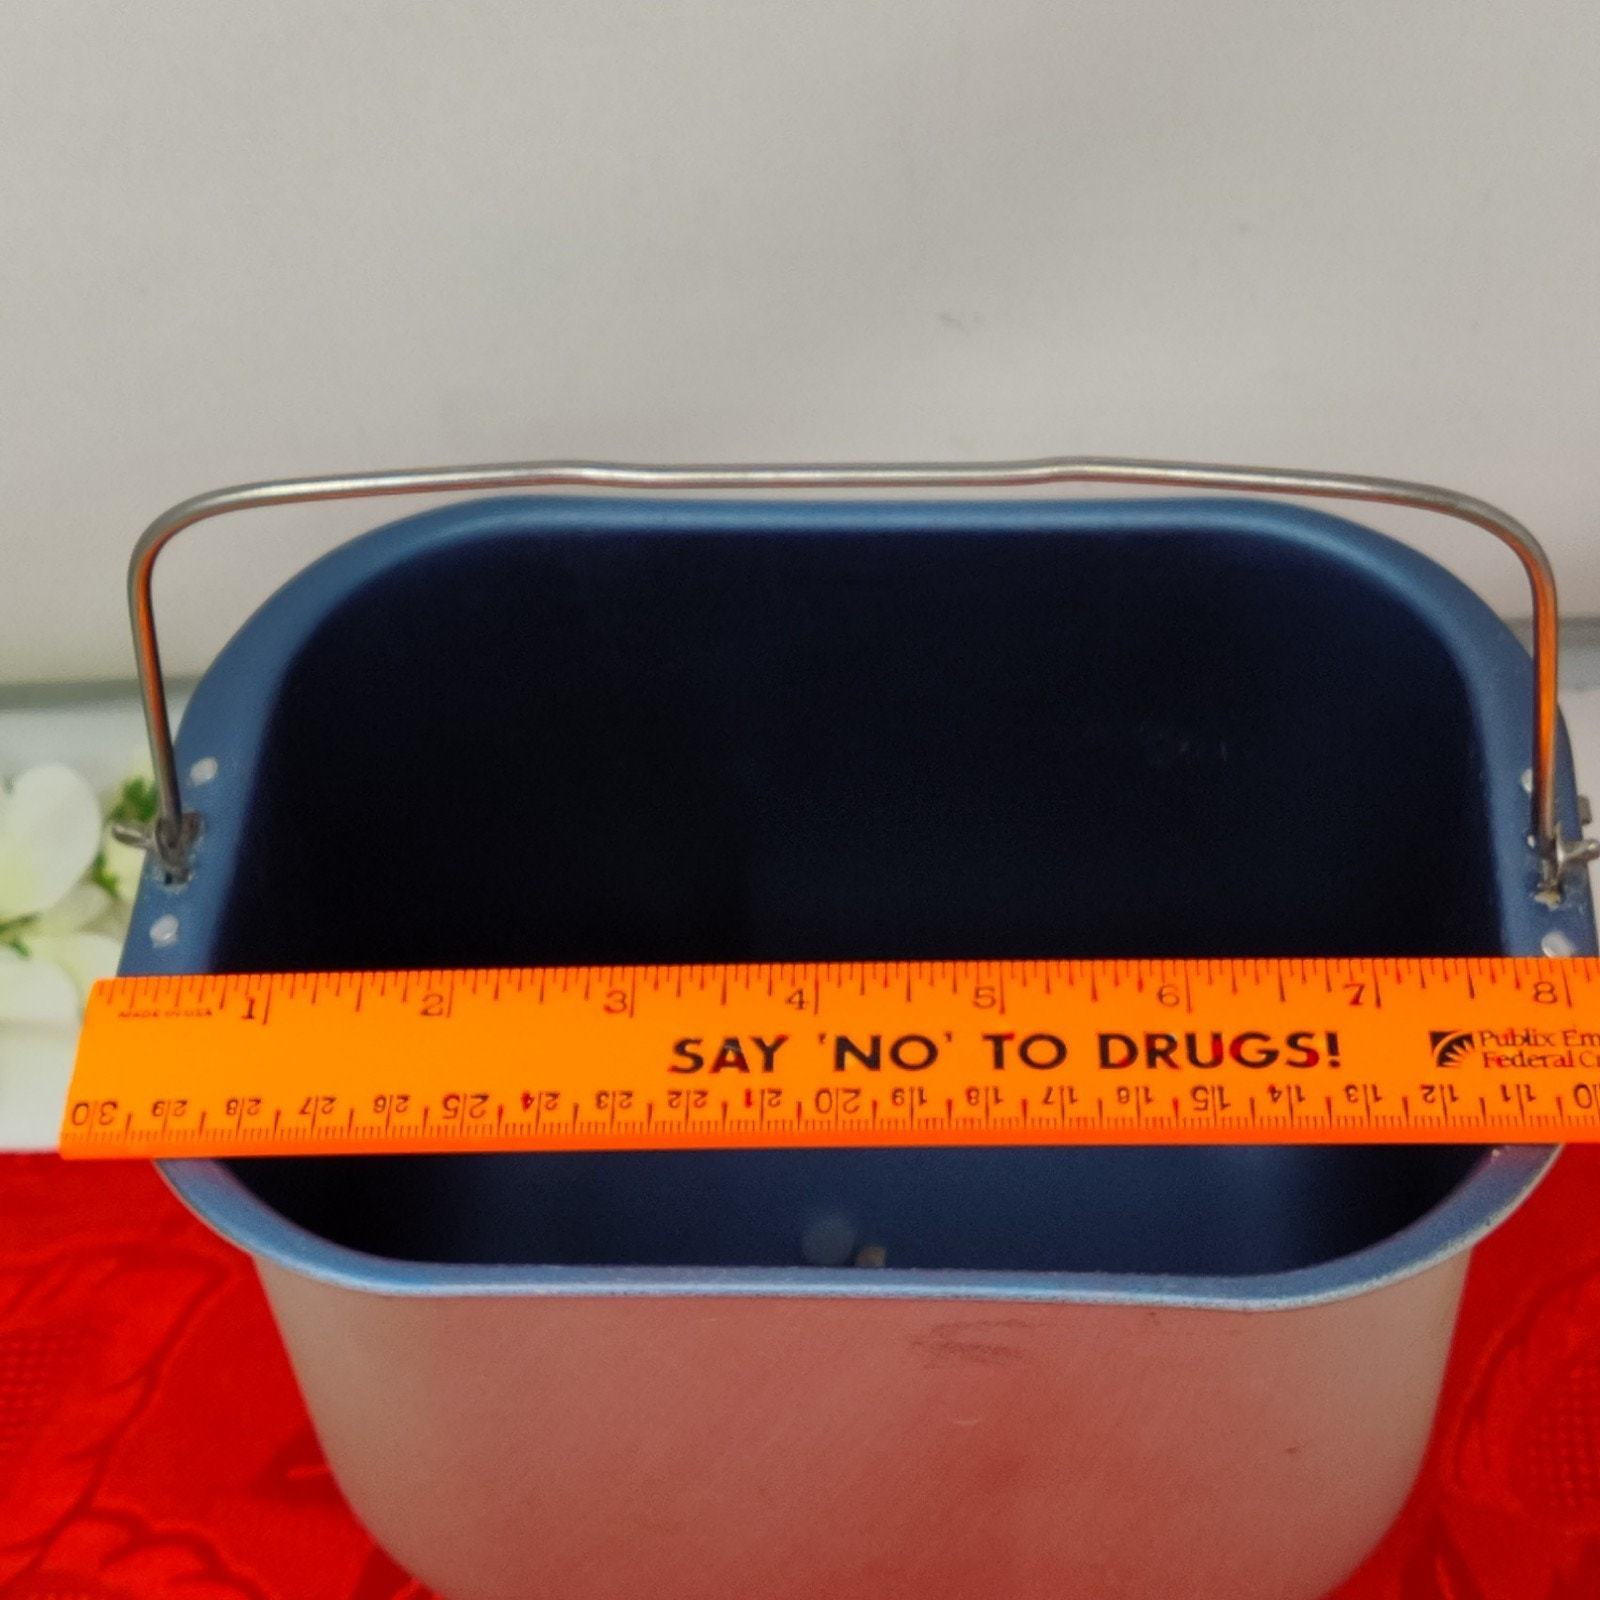 1 2 3 4 5 6 7 8
MADE IN USA
SAY 'NO' TO DRUGS!
Publix Em
Federal C
30 29 28 27 26 25 24 23 22 21 20 19 18 17 16 15 14 13 12 11 10